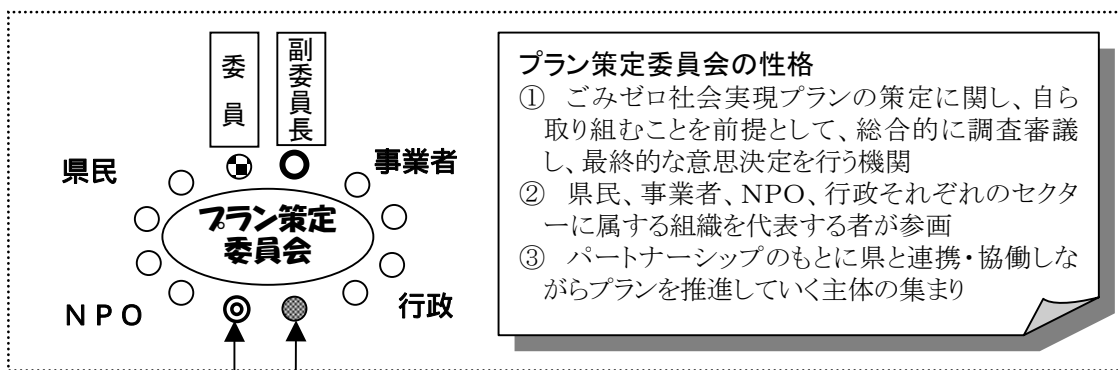 委員
副委員長
県民
事業者
プラン策定
委員会
NPO
行政
プラン策定委員会の性格
① ごみゼロ社会実現プランの策定に関し、自ら
取り組むことを前提として、総合的に調査審議
し、最終的な意思決定を行う機関
② 県民、事業者、NPO、行政それぞれのセクタ
ーに属する組織を代表する者が参画
③ パートナーシップのもとに県と連携・協働しな
がらプランを推進していく主体の集まり